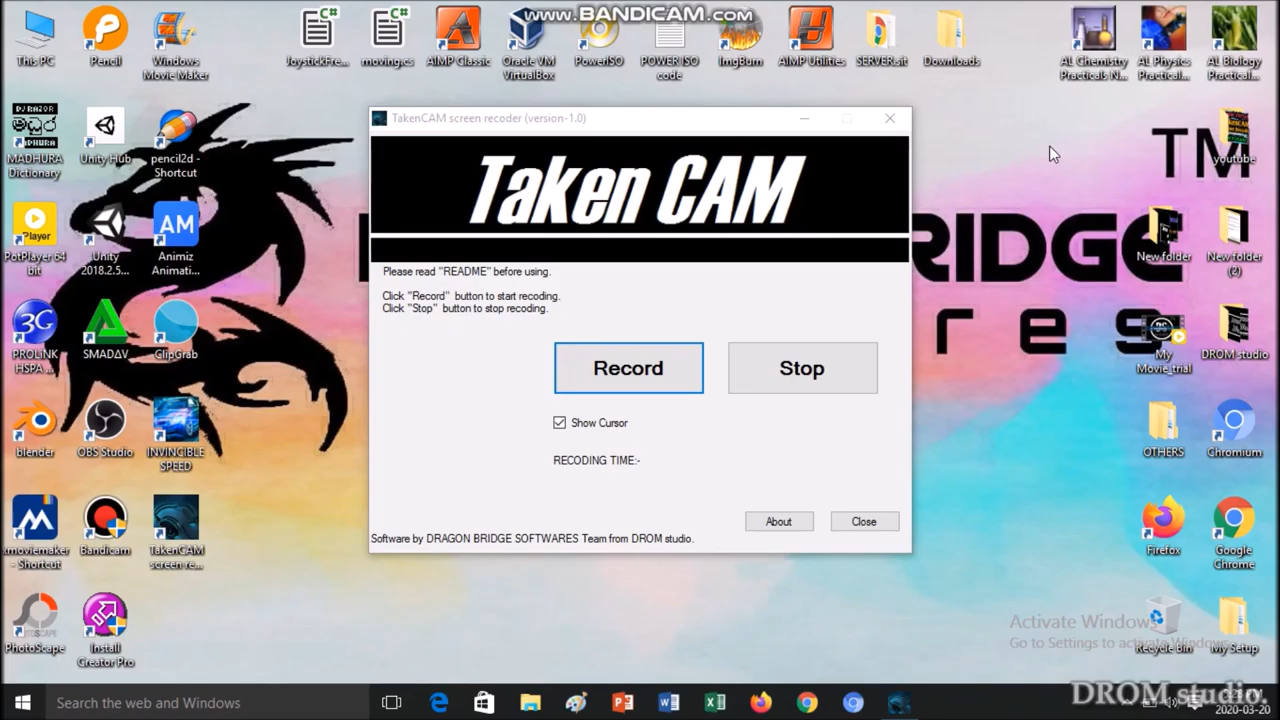 www.BANDICAM.com
This PC
Pencil
Windows
Movie Maker
JoystickFre...
moving.cs
AIMP Classic
Oracle VM
VirtualBox
PowerISO
POWER ISO
code
ImgBurn
AIMP Utilities
SERVER.sit
Downloads
AL Chemistry
Practicals N...
AL Physics
Practical...
AL Biology
Practical...
MADHURA
Dictionary
Unity Hub
pencil2d -
Shortcut
youtube
TM
PotPlayer 64
bit
Unity
2018.2.5...
Animiz
Animati...
New folder
New folder
(2)
RIDGE
res
PROLiNK
HSPA ...
SMADΔV
ClipGrab
My
Movie_trial
DROM studio
blender
OBS Studio
INVINCIBLE
SPEED
OTHERS
Chromium
xmoviemaker
- Shortcut
Bandicam
TakenCAM
screen re...
Firefox
Google
Chrome
PhotoScape
Install
Creator Pro
Recycle Bin
My Setup
TakenCAM screen recoder (version-1.0)
Taken CAM
Please read "README" before using.
Click "Record" button to start recoding.
Click "Stop" button to stop recoding.
Record
Stop
Show Cursor
RECODING TIME:-
About
Close
Software by DRAGON BRIDGE SOFTWARES Team from DROM studio.
Activate Windows
Go to Settings to activate Windows.
Search the web and Windows
DROM studio.
2020-03-20